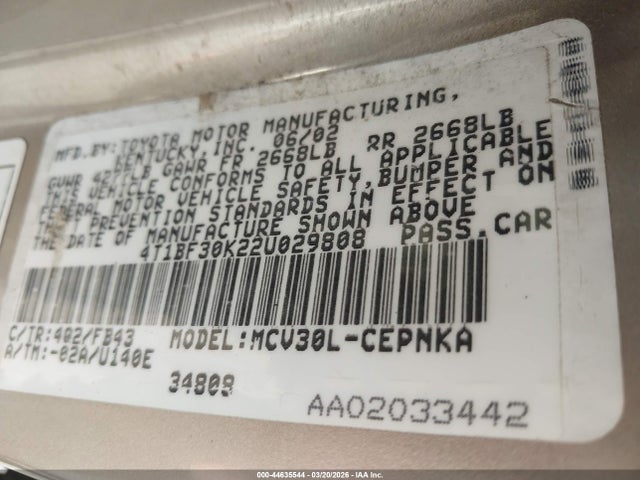 MFD.BY:TOYOTA MOTOR MANUFACTURING,
KENTUCKY,INC. 06/02
GVWR 4255LB GAWR FR 2668LB RR 2668LB
THE VEHICLE CONFORMS TO ALL APPLICABLE
FEDERAL MOTOR VEHICLE SAFETY,BUMPER AND
THEFT PREVENTION STANDARDS IN EFFECT ON
THE DATE OF MANUFACTURE SHOWN ABOVE
4T1BF30K22U029808 PASS.CAR
C/TR:4Q2/FB43 MODEL:MCV30L-CEPNKA
A/TM:-02A/U140E
34809
AA02033442
000-44635544 | 03/20/2026 | IAA Inc.